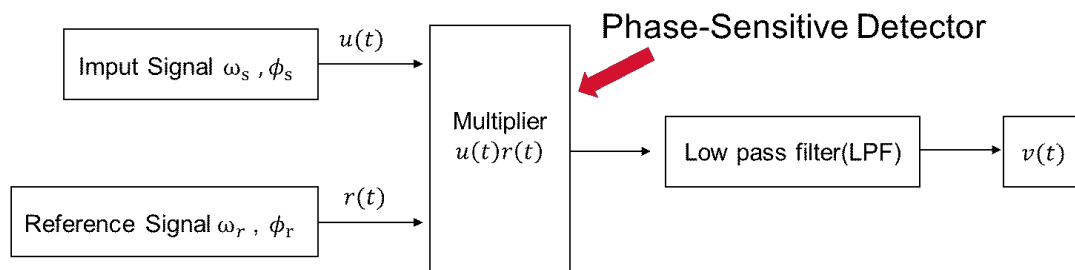 Phase-Sensitive Detector
u(t)
Imput Signal ωs , ϕs
Multiplier
u(t)r(t)
Low pass filter(LPF)
v(t)
r(t)
Reference Signal ωr , ϕr